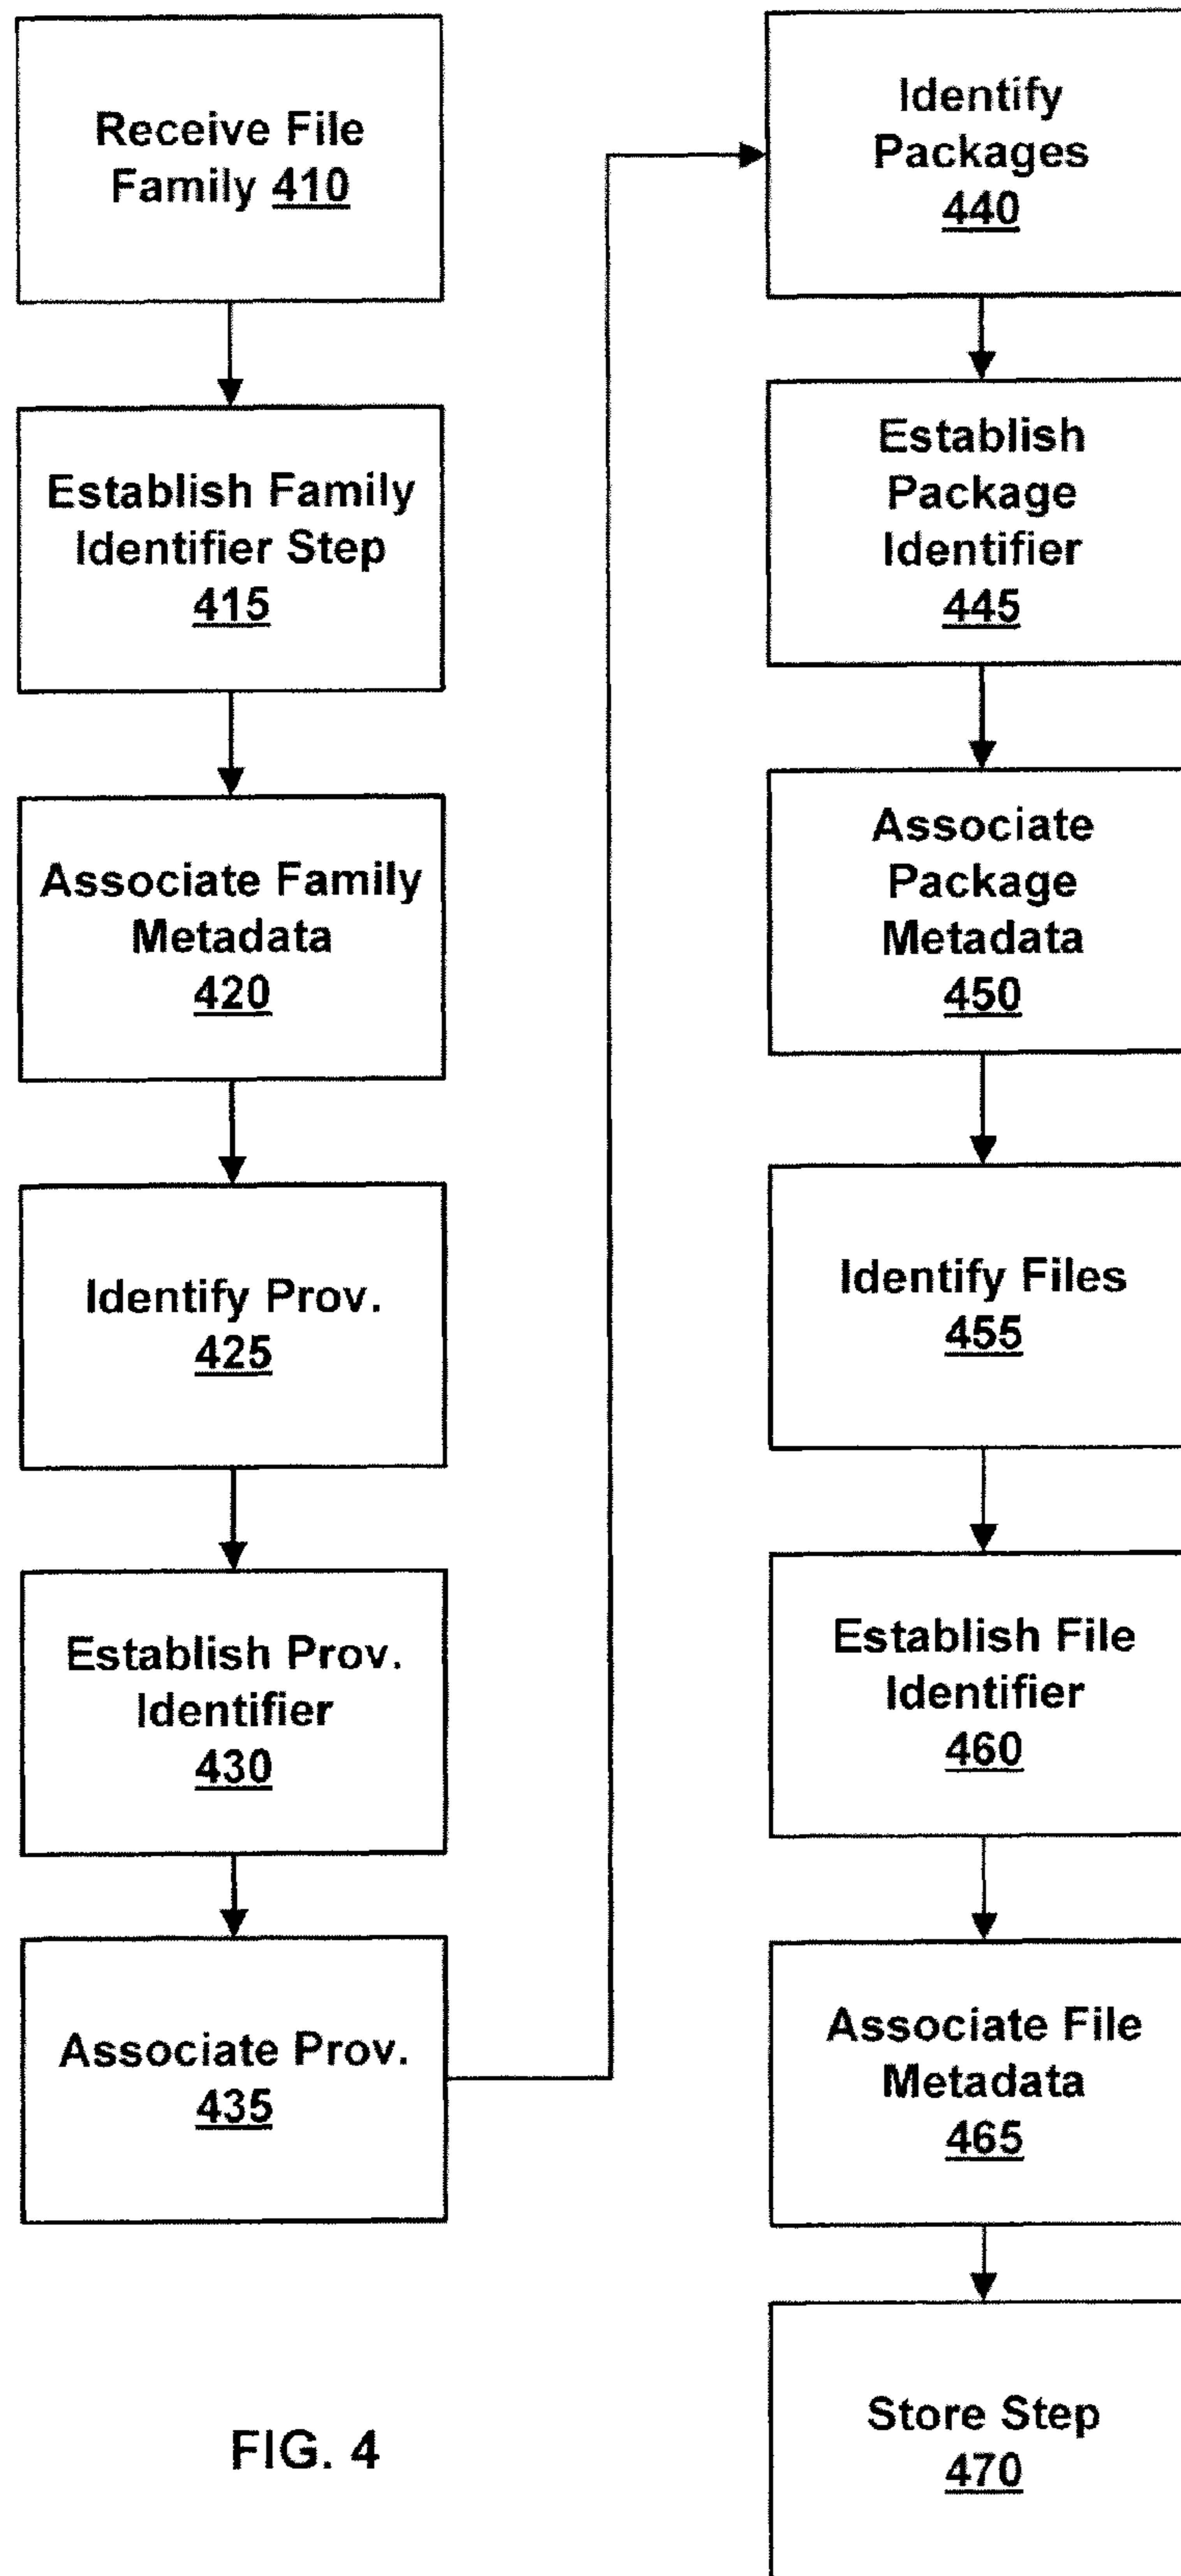 Receive File
Family 410
Establish Family
Identifier Step
415
Associate Family
Metadata
420
Identify Prov.
425
Establish Prov.
Identifier
430
Associate Prov.
435
Identify
Packages
440
Establish
Package
Identifier
445
Associate
Package
Metadata
450
Identify Files
455
Establish File
Identifier
460
Associate File
Metadata
465
Store Step
470
FIG. 4